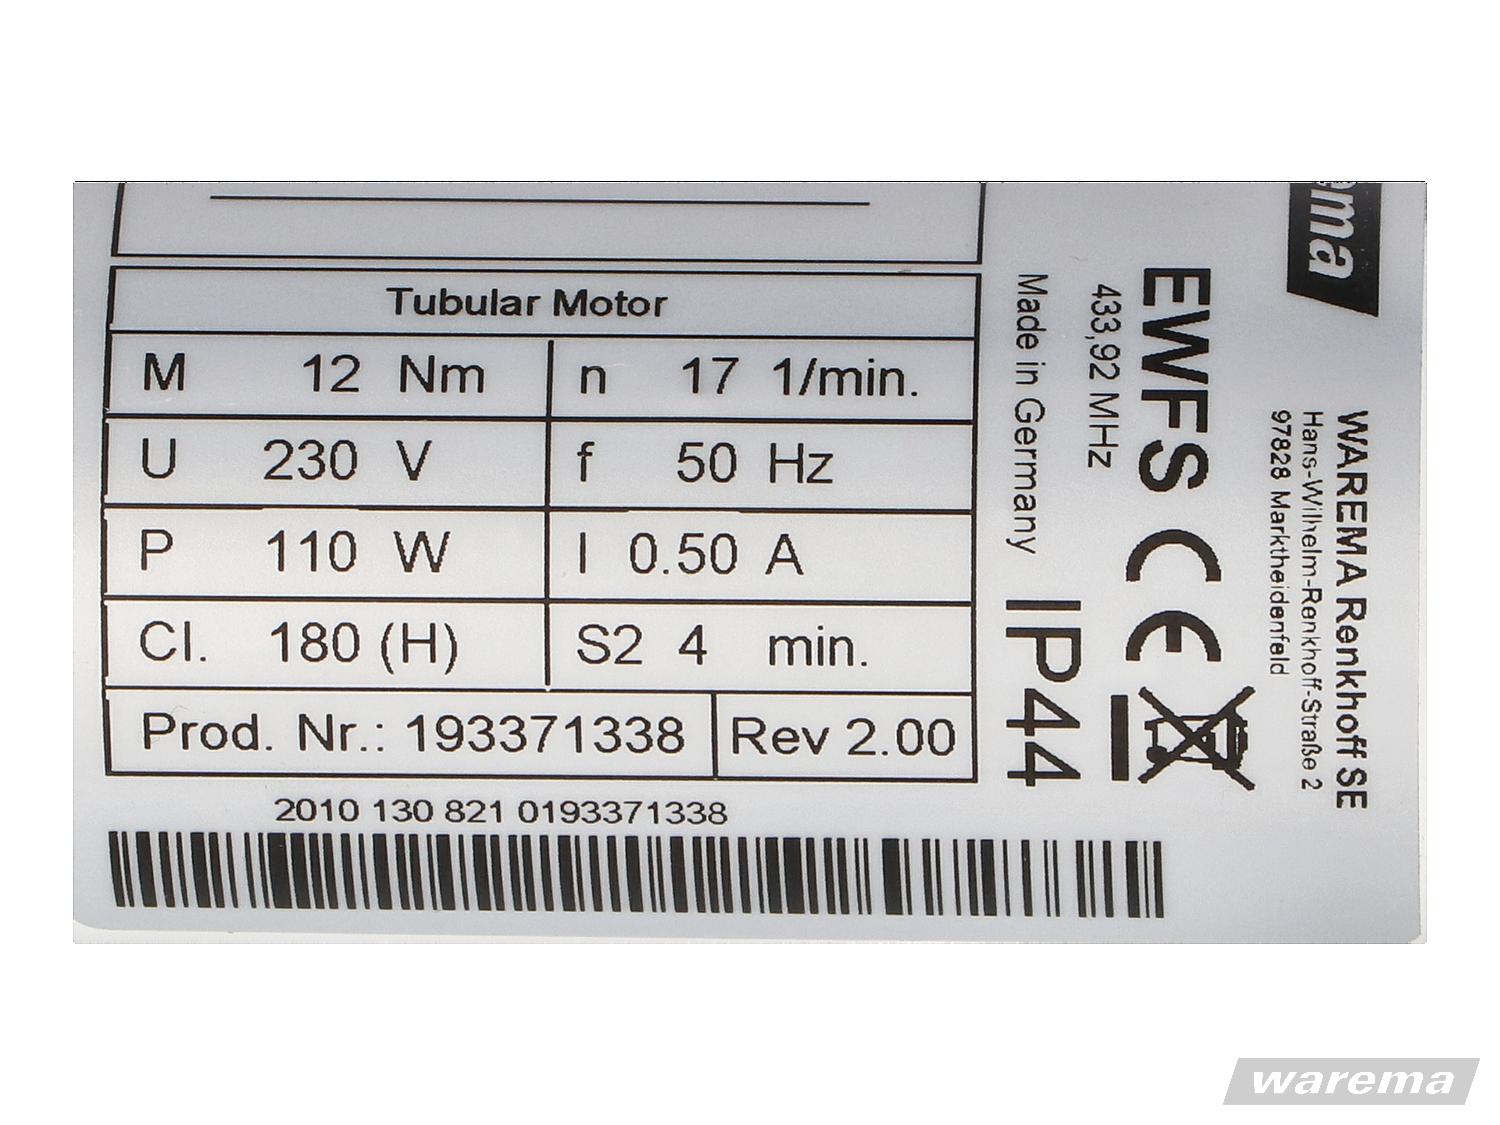 Tubular Motor
M 12 Nm n 17 1/min.
U 230 V f 50 Hz
P 110 W I 0.50 A
Cl. 180 (H) S2 4 min.
Prod. Nr.: 193371338 Rev 2.00
2010 130 821 0193371338
Made in Germany IP44
433,92 MHz
EWFS CE
ema
WAREMA Renkhoff SE
Hans-Wilhelm-Renkhoff-Straße 2
97828 Marktheidenfeld
warema